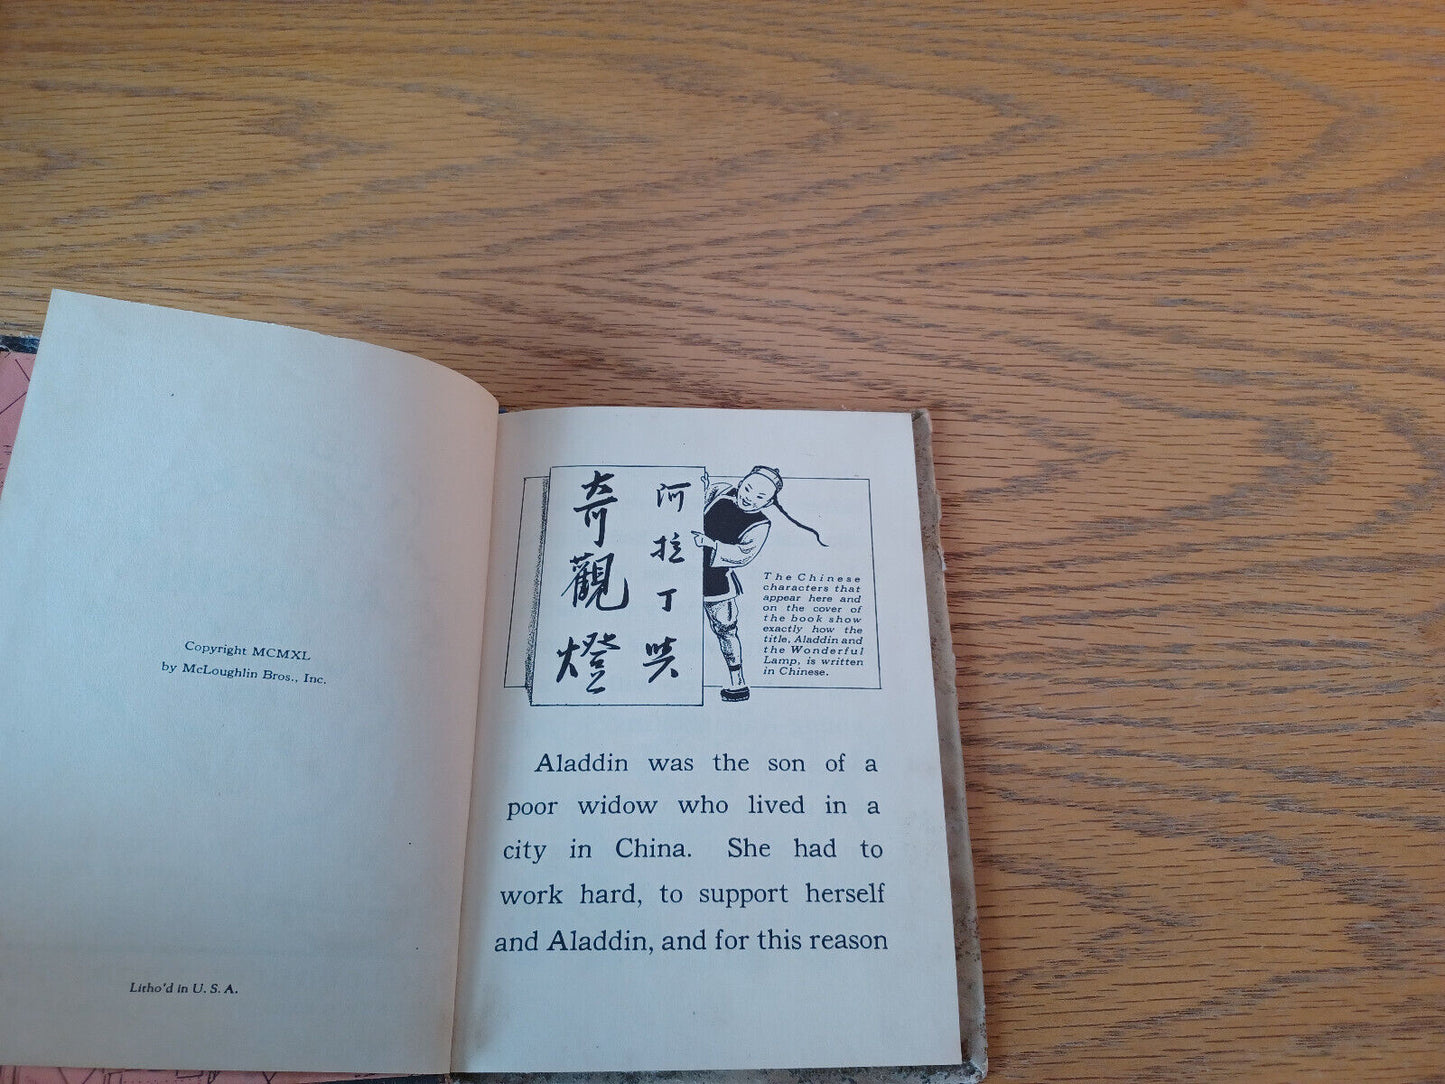 Copyright MCMXL
by McLoughlin Bros., Inc.
Litho'd in U. S. A.
阿拉丁與
奇觀燈
The Chinese
characters that
appear here and
on the cover of
the book show
exactly how the
title, Aladdin and
the Wonderful
Lamp, is written
in Chinese.
Aladdin was the son of a
poor widow who lived in a
city in China. She had to
work hard, to support herself
and Aladdin, and for this reason